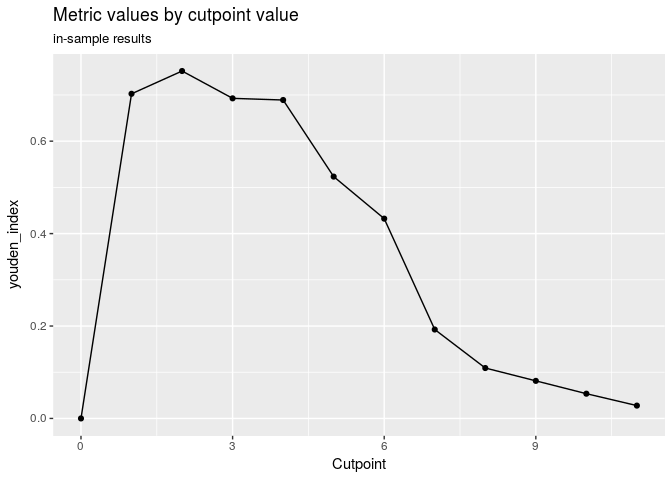 Metric values by cutpoint value
in-sample results
youden_index
0.6
0.4
0.2
0.0
0 3 6 9
Cutpoint